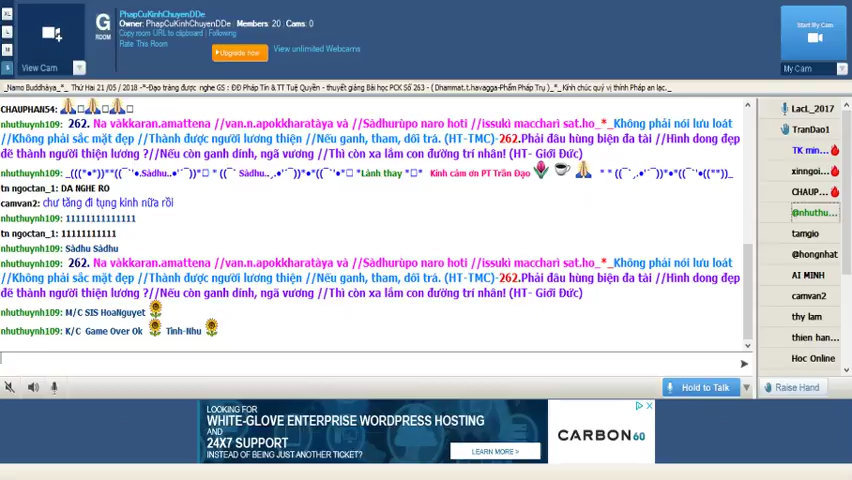 PhapCuKinhChuyenDDe
Owner: PhapCuKinhChuyenDDe | Members: 20 | Cams: 0
Copy room URL to clipboard | Following
Rate This Room
G
ROOM
Upgrade now
View unlimited Webcams
View Cam
Start My Cam
My Cam
XL
L
M
S
_Namo Buddhàya_* Thứ Hai 21 /05 / 2018 -*-Đạo tràng được nghe GS : ĐĐ Pháp Tín & TT Tuệ Quyền - thuyết giảng Bài học PCK Số 263 - ( Dhammat.t.havagga-Phẩm Pháp Trụ )_*_ Kính chúc quý vị thính Pháp an lạc._
CHAUPHAI54:
nhuthuynh109: 262. Na vàkkaran.amattena //van.n.apokkharatàya và //Sàdhurùpo naro hoti //issukì maccharì sat.ho_*_Không phải nói lưu loát
//Không phải sắc mặt đẹp //Thành được người lương thiện //Nếu ganh, tham, dối trá. (HT-TMC)-262.Phải đâu hùng biện đa tài //Hình dong đẹp
đẽ thành người thiện lương ?//Nếu còn ganh dính, ngã vương //Thì còn xa lắm con đường trí nhân! (HT- Giới Đức)
nhuthuynh109: Lành thay Kính cám ơn PT Trân Đạo
tn ngoctan_1: DA NGHE RO
camvan2: chư tăng đi tụng kinh nữa rồi
nhuthuynh109: 11111111111111
tn ngoctan_1: 11111111111
nhuthuynh109: Sàdhu Sàdhu
nhuthuynh109: 262. Na vàkkaran.amattena //van.n.apokkharatàya và //Sàdhurùpo naro hoti //issukì maccharì sat.ho_*_Không phải nói lưu loát
//Không phải sắc mặt đẹp //Thành được người lương thiện //Nếu ganh, tham, dối trá. (HT-TMC)-262.Phải đâu hùng biện đa tài //Hình dong đẹp
đẽ thành người thiện lương ?//Nếu còn ganh dính, ngã vương //Thì còn xa lắm con đường trí nhân! (HT- Giới Đức)
nhuthuynh109: M/C SIS HoaNguyet
nhuthuynh109: K/C Game Over Ok Tình-Nhu
LacL_2017
TranDao1
TK min...
xinngoi...
CHAUP...
@nhuthu...
tamgio
@hongnhat
AI MINH
camvan2
thy lam
thien han...
Hoc Online
Hold to Talk
Raise Hand
LOOKING FOR
WHITE-GLOVE ENTERPRISE WORDPRESS HOSTING
AND
24X7 SUPPORT
INSTEAD OF BEING JUST ANOTHER TICKET?
LEARN MORE >
CARBON60